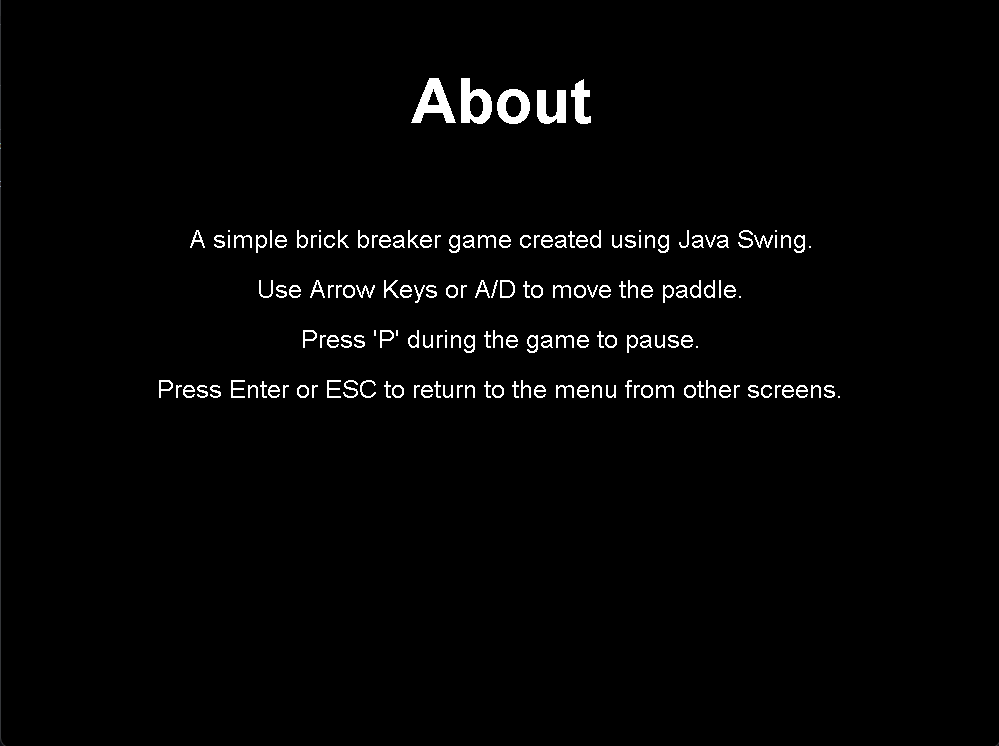 About
A simple brick breaker game created using Java Swing.
Use Arrow Keys or A/D to move the paddle.
Press 'P' during the game to pause.
Press Enter or ESC to return to the menu from other screens.